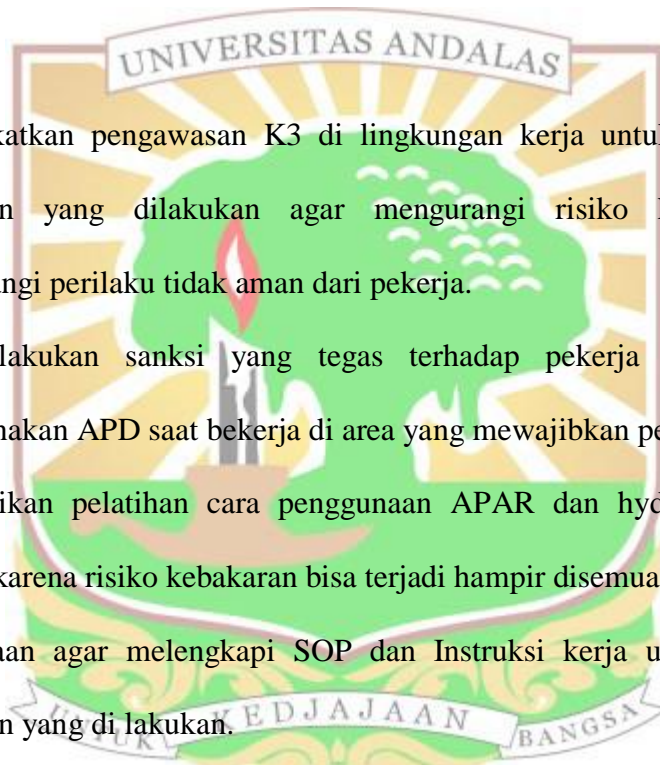 UNIVERSITAS ANDALAS
katkan pengawasan K3 di lingkungan kerja untu
n yang dilakukan agar mengurangi risiko
ngi perilaku tidak aman dari pekerja.
lakukan sanksi yang tegas terhadap pekerja
nakan APD saat bekerja di area yang mewajibkan pe
ikan pelatihan cara penggunaan APAR dan hyd
karena risiko kebakaran bisa terjadi hampir disemua
aan agar melengkapi SOP dan Instruksi kerja u
n yang di lakukan.
UNTUK KEDJAJAAN BANGSA